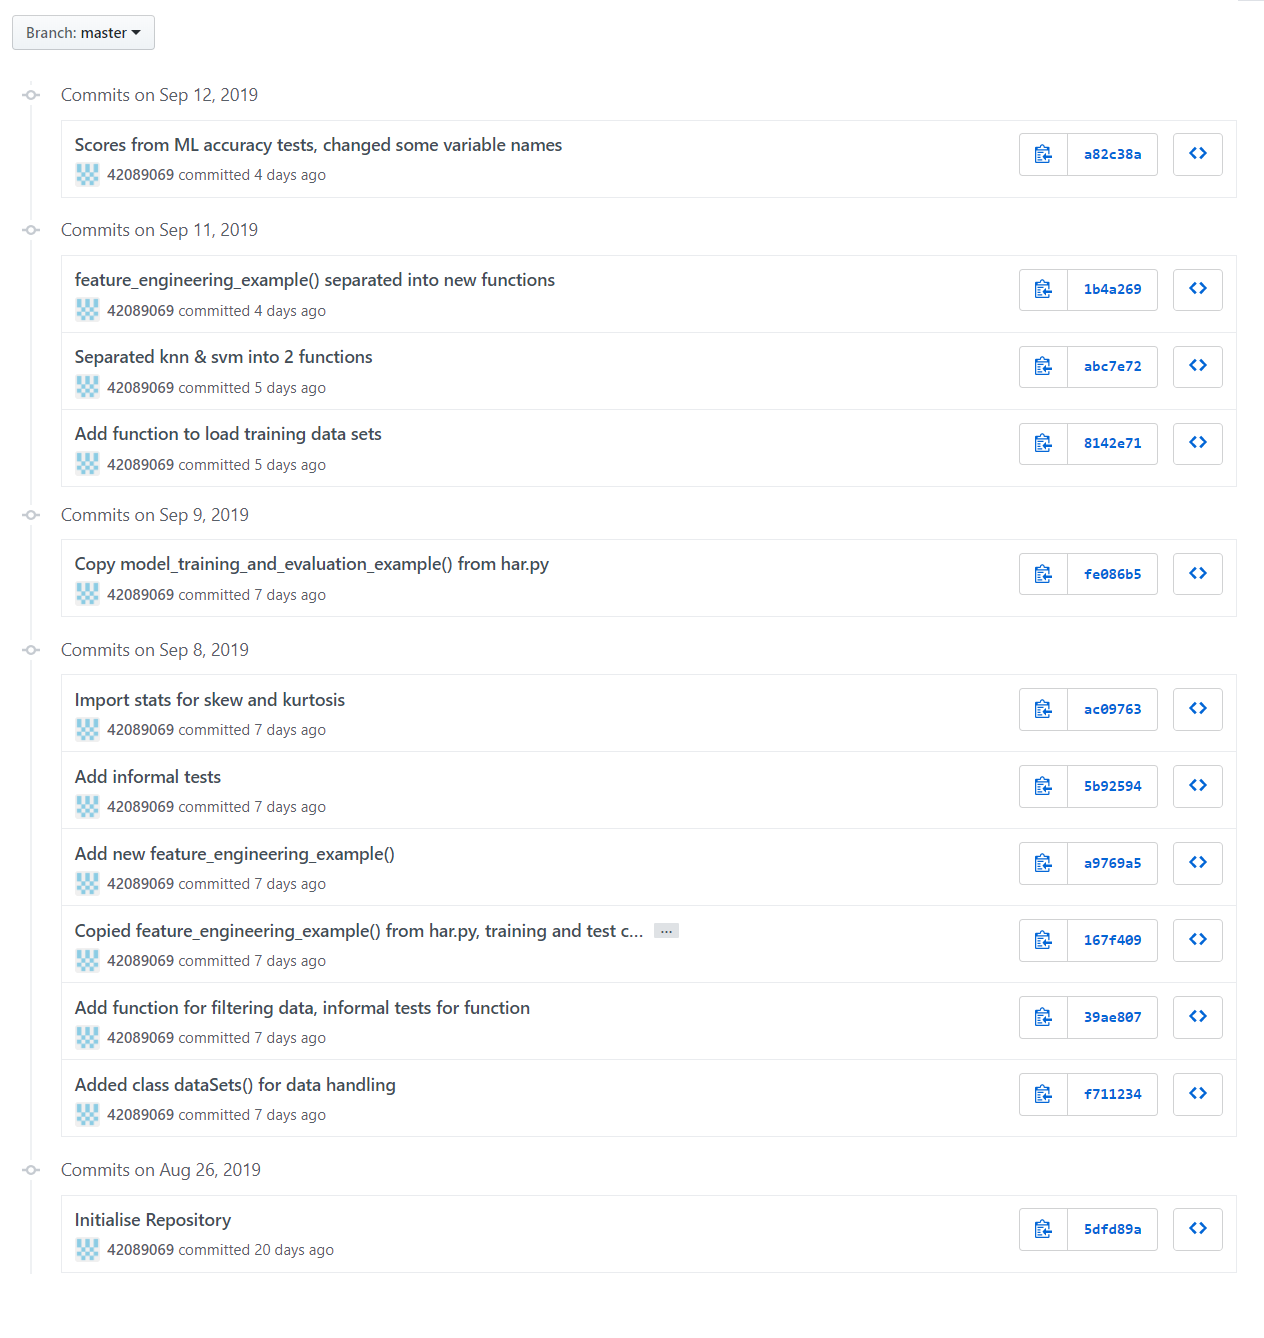 Branch: master
Commits on Sep 12, 2019
Scores from ML accuracy tests, changed some variable names
42089069 committed 4 days ago
a82c38a
Commits on Sep 11, 2019
feature_engineering_example() separated into new functions
42089069 committed 4 days ago
1b4a269
Separated knn & svm into 2 functions
42089069 committed 5 days ago
abc7e72
Add function to load training data sets
42089069 committed 5 days ago
8142e71
Commits on Sep 9, 2019
Copy model_training_and_evaluation_example() from har.py
42089069 committed 7 days ago
fe086b5
Commits on Sep 8, 2019
Import stats for skew and kurtosis
42089069 committed 7 days ago
ac09763
Add informal tests
42089069 committed 7 days ago
5b92594
Add new feature_engineering_example()
42089069 committed 7 days ago
a9769a5
Copied feature_engineering_example() from har.py, training and test c... ...
42089069 committed 7 days ago
167f409
Add function for filtering data, informal tests for function
42089069 committed 7 days ago
39ae807
Added class dataSets() for data handling
42089069 committed 7 days ago
f711234
Commits on Aug 26, 2019
Initialise Repository
42089069 committed 20 days ago
5dfd89a